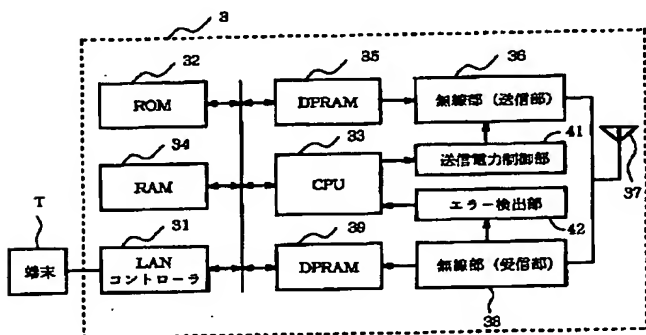 3
32
35
36
ROM
DPRAM
無線部(送信部)
34
33
41
37
RAM
CPU
送信電力制御部
エラー検出部
T
31
39
42
端末
LAN
コントローラ
DPRAM
無線部(受信部)
38